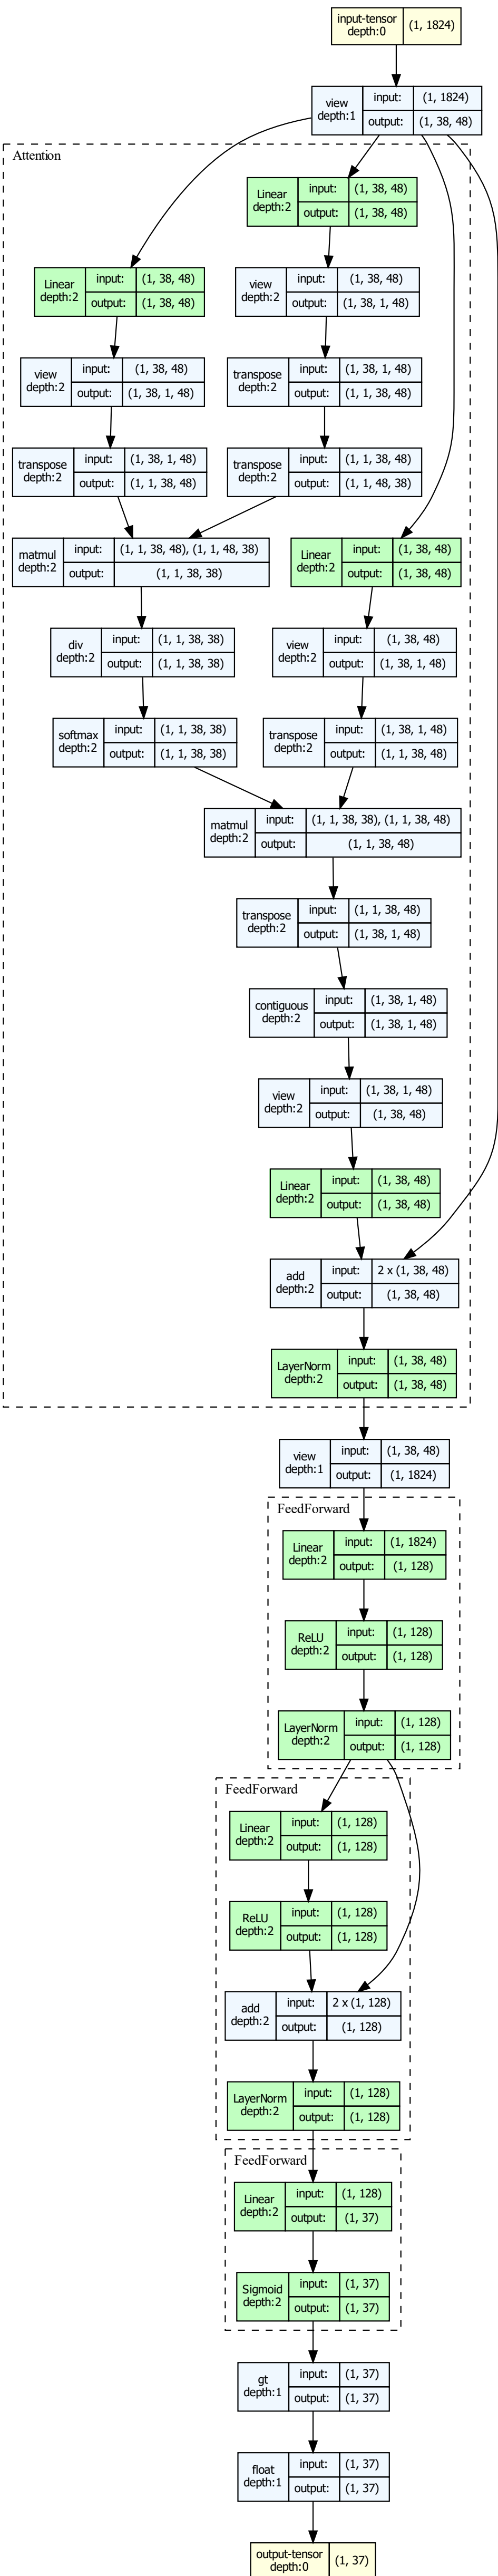 input-tensor
depth:0
(1, 1824)
view
depth:1
input:
(1, 1824)
output:
(1, 38, 48)
Attention
Linear
depth:2
input:
(1, 38, 48)
output:
(1, 38, 48)
Linear
depth:2
input:
(1, 38, 48)
output:
(1, 38, 48)
view
depth:2
input:
(1, 38, 48)
output:
(1, 38, 1, 48)
view
depth:2
input:
(1, 38, 48)
output:
(1, 38, 1, 48)
transpose
depth:2
input:
(1, 38, 1, 48)
output:
(1, 1, 38, 48)
transpose
depth:2
input:
(1, 38, 1, 48)
output:
(1, 1, 38, 48)
transpose
depth:2
input:
(1, 1, 38, 48)
output:
(1, 1, 48, 38)
matmul
depth:2
input:
(1, 1, 38, 48), (1, 1, 48, 38)
output:
(1, 1, 38, 38)
Linear
depth:2
input:
(1, 38, 48)
output:
(1, 38, 48)
div
depth:2
input:
(1, 1, 38, 38)
output:
(1, 1, 38, 38)
view
depth:2
input:
(1, 38, 48)
output:
(1, 38, 1, 48)
softmax
depth:2
input:
(1, 1, 38, 38)
output:
(1, 1, 38, 38)
transpose
depth:2
input:
(1, 38, 1, 48)
output:
(1, 1, 38, 48)
matmul
depth:2
input:
(1, 1, 38, 38), (1, 1, 38, 48)
output:
(1, 1, 38, 48)
transpose
depth:2
input:
(1, 1, 38, 48)
output:
(1, 38, 1, 48)
contiguous
depth:2
input:
(1, 38, 1, 48)
output:
(1, 38, 1, 48)
view
depth:2
input:
(1, 38, 1, 48)
output:
(1, 38, 48)
Linear
depth:2
input:
(1, 38, 48)
output:
(1, 38, 48)
add
depth:2
input:
2 x (1, 38, 48)
output:
(1, 38, 48)
LayerNorm
depth:2
input:
(1, 38, 48)
output:
(1, 38, 48)
view
depth:1
input:
(1, 38, 48)
output:
(1, 1824)
FeedForward
Linear
depth:2
input:
(1, 1824)
output:
(1, 128)
ReLU
depth:2
input:
(1, 128)
output:
(1, 128)
LayerNorm
depth:2
input:
(1, 128)
output:
(1, 128)
FeedForward
Linear
depth:2
input:
(1, 128)
output:
(1, 128)
ReLU
depth:2
input:
(1, 128)
output:
(1, 128)
add
depth:2
input:
2 x (1, 128)
output:
(1, 128)
LayerNorm
depth:2
input:
(1, 128)
output:
(1, 128)
FeedForward
Linear
depth:2
input:
(1, 128)
output:
(1, 37)
Sigmoid
depth:2
input:
(1, 37)
output:
(1, 37)
gt
depth:1
input:
(1, 37)
output:
(1, 37)
float
depth:1
input:
(1, 37)
output:
(1, 37)
output-tensor
depth:0
(1, 37)